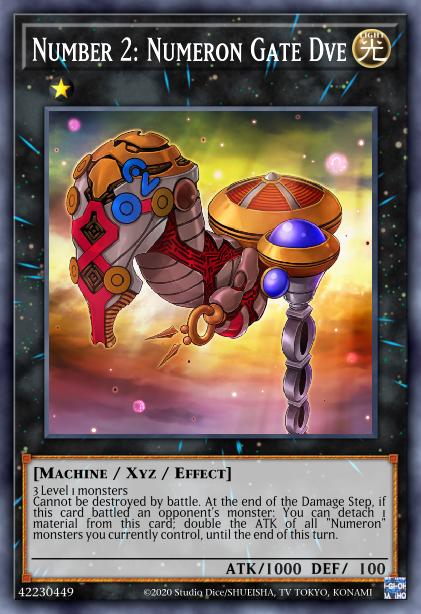 NUMBER 2: NUMERON GATE DVE
LIGHT
光
[MACHINE / XYZ / EFFECT]
3 Level 1 monsters
Cannot be destroyed by battle. At the end of the Damage Step, if
this card battled an opponent's monster: You can detach 1
material from this card; double the ATK of all "Numeron"
monsters you currently control, until the end of this turn.
ATK/1000 DEF/ 100
42230449
©2020 Studio Dice/SHUEISHA, TV TOKYO, KONAMI